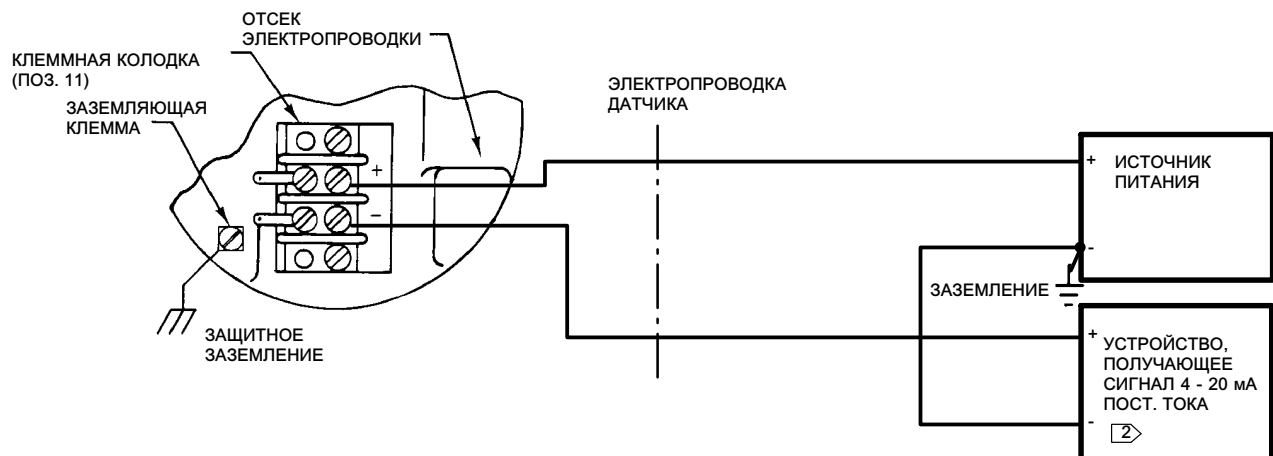 ОТСЕК
ЭЛЕКТРОПРОВОДКИ
КЛЕММНАЯ КОЛОДКА
(ПОЗ. 11)
ЗАЗЕМЛЯЮЩАЯ
КЛЕММА
ЭЛЕКТРОПРОВОДКА
ДАТЧИКА
+
−
ЗАЩИТНОЕ
ЗАЗЕМЛЕНИЕ
+
ИСТОЧНИК
ПИТАНИЯ
-
ЗАЗЕМЛЕНИЕ
+
УСТРОЙСТВО,
ПОЛУЧАЮЩЕЕ
СИГНАЛ 4 - 20 мА
ПОСТ. ТОКА
-
2